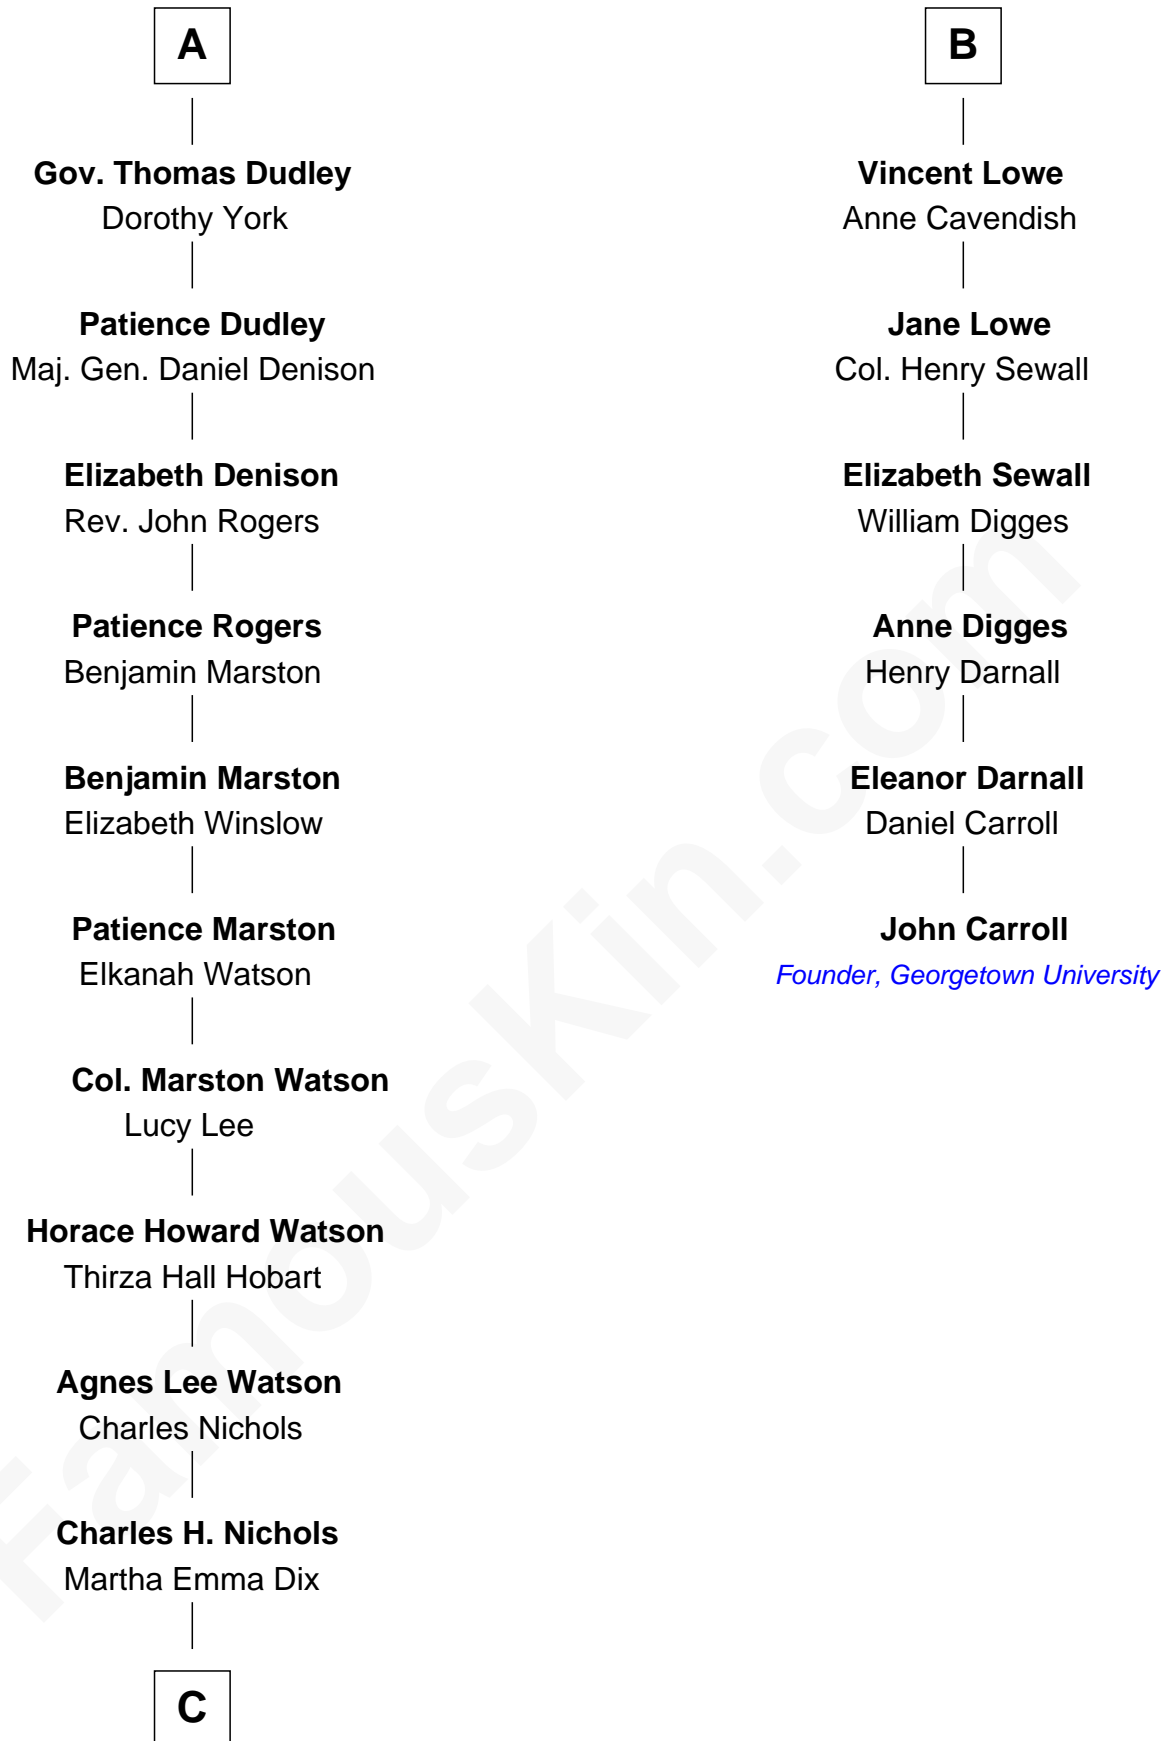 A
Gov. Thomas Dudley
Dorothy York
Patience Dudley
Maj. Gen. Daniel Denison
Elizabeth Denison
Rev. John Rogers
Patience Rogers
Benjamin Marston
Benjamin Marston
Elizabeth Winslow
Patience Marston
Elkanah Watson
Col. Marston Watson
Lucy Lee
Horace Howard Watson
Thirza Hall Hobart
Agnes Lee Watson
Charles Nichols
Charles H. Nichols
Martha Emma Dix
C
B
Vincent Lowe
Anne Cavendish
Jane Lowe
Col. Henry Sewall
Elizabeth Sewall
William Digges
Anne Digges
Henry Darnall
Eleanor Darnall
Daniel Carroll
John Carroll
Founder, Georgetown University
FamousKin.com